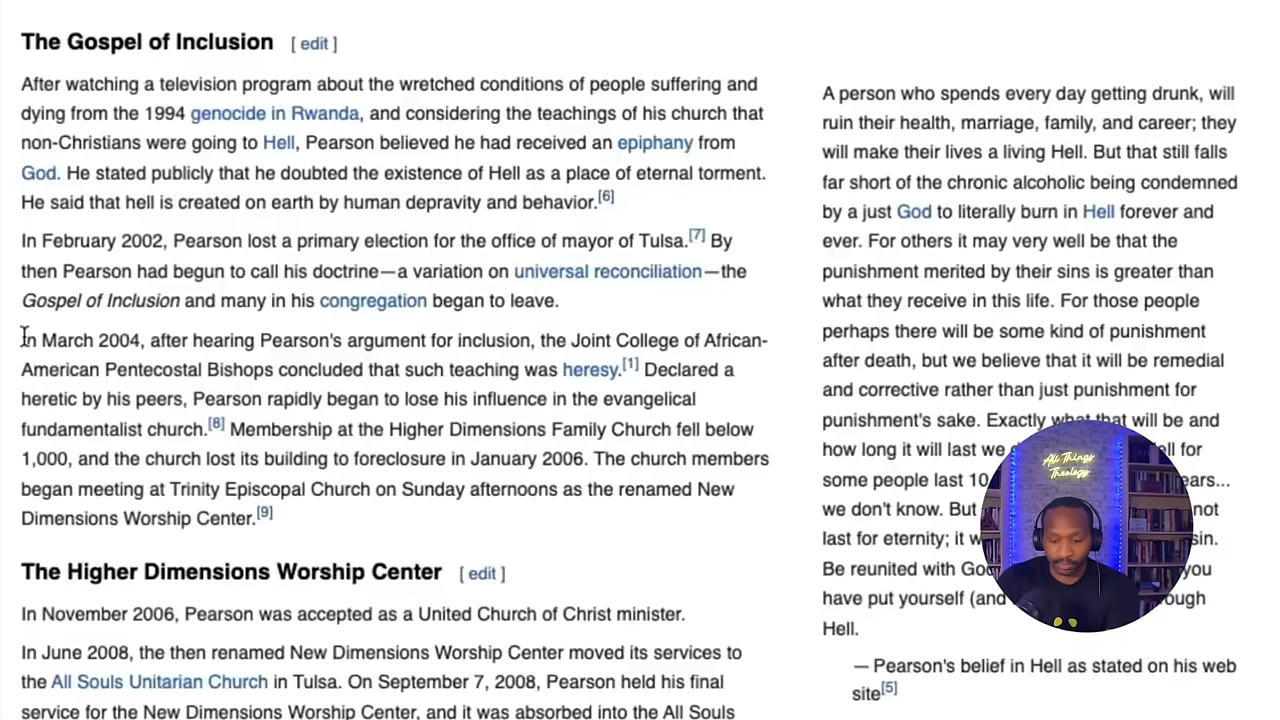 The Gospel of Inclusion [ edit ]
After watching a television program about the wretched conditions of people suffering and
dying from the 1994 genocide in Rwanda, and considering the teachings of his church that
non-Christians were going to Hell, Pearson believed he had received an epiphany from
God. He stated publicly that he doubted the existence of Hell as a place of eternal torment.
He said that hell is created on earth by human depravity and behavior.[6]
In February 2002, Pearson lost a primary election for the office of mayor of Tulsa.[7] By
then Pearson had begun to call his doctrine—a variation on universal reconciliation—the
Gospel of Inclusion and many in his congregation began to leave.
In March 2004, after hearing Pearson's argument for inclusion, the Joint College of African-
American Pentecostal Bishops concluded that such teaching was heresy.[1] Declared a
heretic by his peers, Pearson rapidly began to lose his influence in the evangelical
fundamentalist church.[8] Membership at the Higher Dimensions Family Church fell below
1,000, and the church lost its building to foreclosure in January 2006. The church members
began meeting at Trinity Episcopal Church on Sunday afternoons as the renamed New
Dimensions Worship Center.[9]
The Higher Dimensions Worship Center [ edit ]
In November 2006, Pearson was accepted as a United Church of Christ minister.
In June 2008, the then renamed New Dimensions Worship Center moved its services to
the All Souls Unitarian Church in Tulsa. On September 7, 2008, Pearson held his final
service for the New Dimensions Worship Center, and it was absorbed into the All Souls
A person who spends every day getting drunk, will
ruin their health, marriage, family, and career; they
will make their lives a living Hell. But that still falls
far short of the chronic alcoholic being condemned
by a just God to literally burn in Hell forever and
ever. For others it may very well be that the
punishment merited by their sins is greater than
what they receive in this life. For those people
perhaps there will be some kind of punishment
after death, but we believe that it will be remedial
and corrective rather than just punishment for
punishment's sake. Exactly what that will be and
how long it will last we for
some people last 10
we don't know. But not
last for eternity; it sin.
Be reunited with you
have put yourself (and
Hell.
— Pearson's belief in Hell as stated on his web
site[5]
All Things
Theology